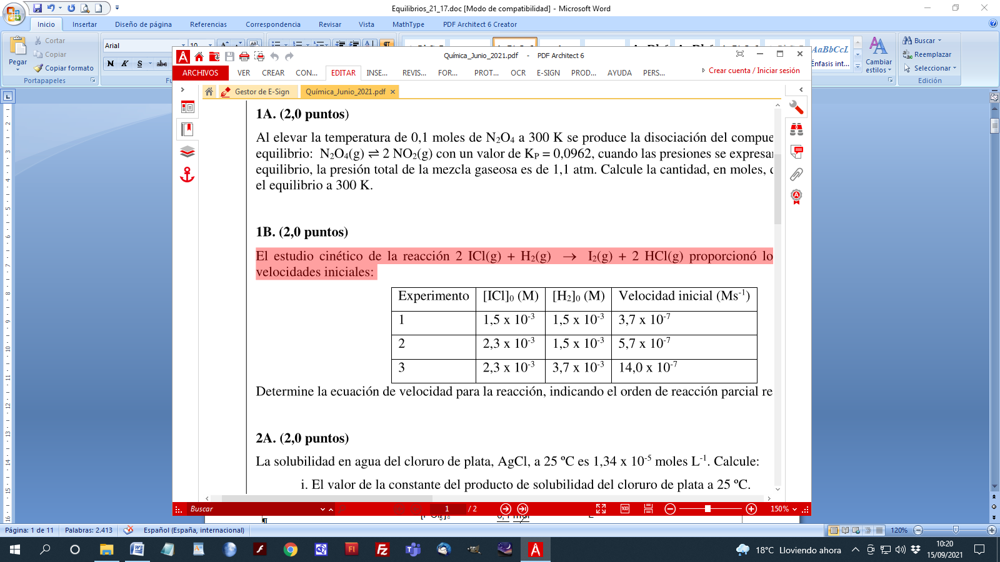 Equilibrios_21_17.doc [Modo de compatibilidad] - Microsoft Word
Inicio Insertar Diseño de página Referencias Correspondencia Revisar Vista MathType PDF Architect 6 Creator
Pegar
Cortar
Copiar
Copiar formato
Portapapeles
Arial 10
N K S abc
AaBbCcL
Énfasis int...
Cambiar
estilos
Buscar
Reemplazar
Seleccionar
Edición
Química_Junio_2021.pdf - PDF Architect 6
ARCHIVOS VER CREAR CON... EDITAR INSE... REVIS... FOR... PROT... OCR E-SIGN PROD... AYUDA PERS...
Crear cuenta / Iniciar sesión
Gestor de E-Sign Química_Junio_2021.pdf
1A. (2,0 puntos)
Al elevar la temperatura de 0,1 moles de N₂O₄ a 300 K se produce la disociación del compue
equilibrio: N₂O₄(g) ⇌ 2 NO₂(g) con un valor de Kₚ = 0,0962, cuando las presiones se expresar
equilibrio, la presión total de la mezcla gaseosa es de 1,1 atm. Calcule la cantidad, en moles, d
el equilibrio a 300 K.
1B. (2,0 puntos)
El estudio cinético de la reacción 2 ICl(g) + H₂(g) → I₂(g) + 2 HCl(g) proporcionó lo
velocidades iniciales:
Experimento [ICl]₀ (M) [H₂]₀ (M) Velocidad inicial (Ms⁻¹)
1 1,5 x 10⁻³ 1,5 x 10⁻³ 3,7 x 10⁻⁷
2 2,3 x 10⁻³ 1,5 x 10⁻³ 5,7 x 10⁻⁷
3 2,3 x 10⁻³ 3,7 x 10⁻³ 14,0 x 10⁻⁷
Determine la ecuación de velocidad para la reacción, indicando el orden de reacción parcial re
2A. (2,0 puntos)
La solubilidad en agua del cloruro de plata, AgCl, a 25 ºC es 1,34 x 10⁻⁵ moles L⁻¹. Calcule:
i. El valor de la constante del producto de solubilidad del cloruro de plata a 25 ºC.
Buscar 1 / 2 150%
Página: 1 de 11 Palabras: 2.413 Español (España, internacional) 120%
18°C Lloviendo ahora
10:20
15/09/2021